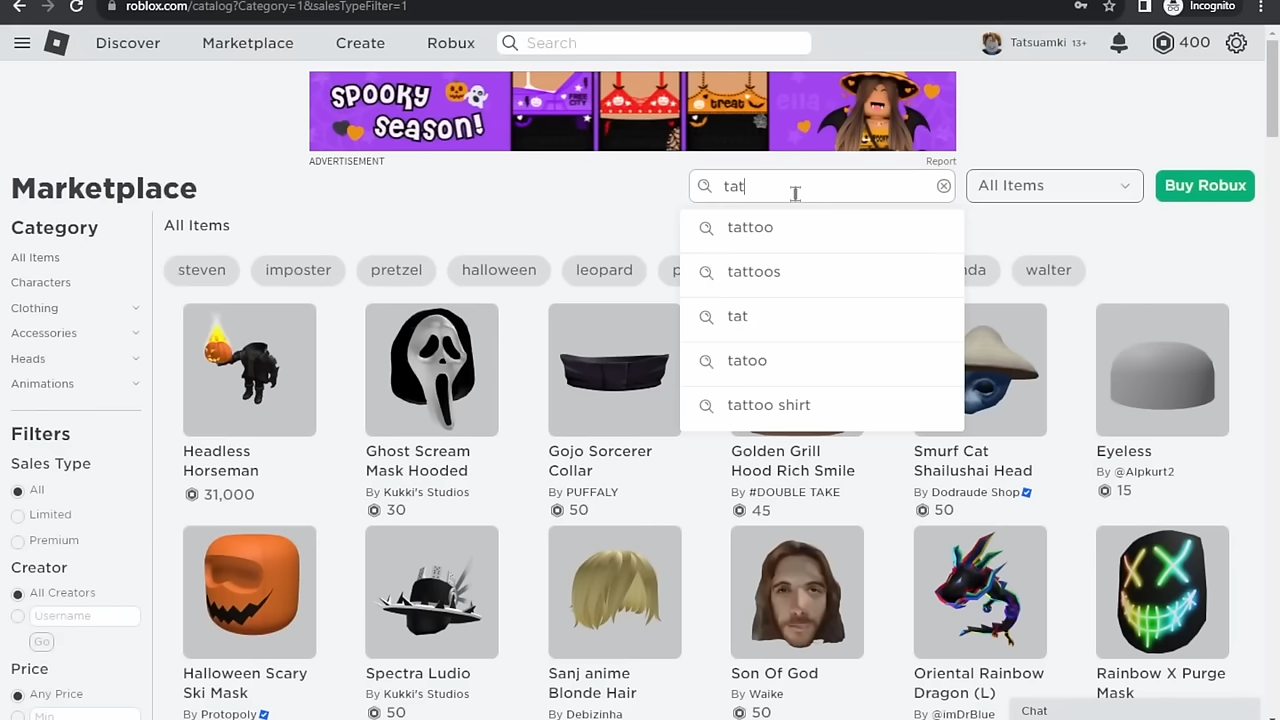 roblox.com/catalog?Category=1&salesTypeFilter=1
Incognito
Discover
Marketplace
Create
Robux
Search
Tatsuamki 13+
400
SPOOKY
SEASON!
FREE
CITY
treat
ella
ADVERTISEMENT
Report
Marketplace
tat
All Items
Buy Robux
tattoo
tattoos
tat
tatoo
tattoo shirt
Category
All Items
Characters
Clothing
Accessories
Heads
Animations
Filters
Sales Type
All
Limited
Premium
Creator
All Creators
Username
Go
Price
Any Price
Min
All Items
steven
imposter
pretzel
halloween
leopard
p
nda
walter
Headless
Horseman
31,000
Ghost Scream
Mask Hooded
By Kukki's Studios
30
Gojo Sorcerer
Collar
By PUFFALY
50
Golden Grill
Hood Rich Smile
By #DOUBLE TAKE
45
Smurf Cat
Shailushai Head
By Dodraude Shop
50
Eyeless
By @Alpkurt2
15
Halloween Scary
Ski Mask
By Protopoly
Spectra Ludio
By Kukki's Studios
50
Sanj anime
Blonde Hair
By Debizinha
Son Of God
By Waike
50
Oriental Rainbow
Dragon (L)
By @imDrBlue
Rainbow X Purge
Mask
Chat